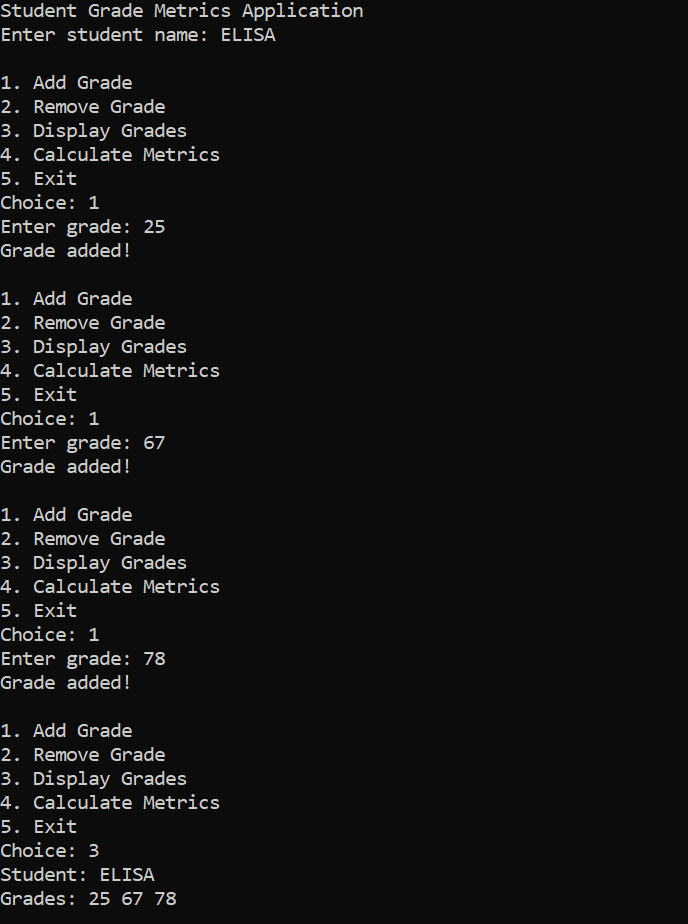 Student Grade Metrics Application
Enter student name: ELISA

1. Add Grade
2. Remove Grade
3. Display Grades
4. Calculate Metrics
5. Exit
Choice: 1
Enter grade: 25
Grade added!

1. Add Grade
2. Remove Grade
3. Display Grades
4. Calculate Metrics
5. Exit
Choice: 1
Enter grade: 67
Grade added!

1. Add Grade
2. Remove Grade
3. Display Grades
4. Calculate Metrics
5. Exit
Choice: 1
Enter grade: 78
Grade added!

1. Add Grade
2. Remove Grade
3. Display Grades
4. Calculate Metrics
5. Exit
Choice: 3
Student: ELISA
Grades: 25 67 78